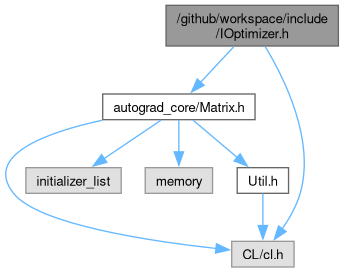 /github/workspace/include
/IOptimizer.h
autograd_core/Matrix.h
initializer_list
memory
Util.h
CL/cl.h